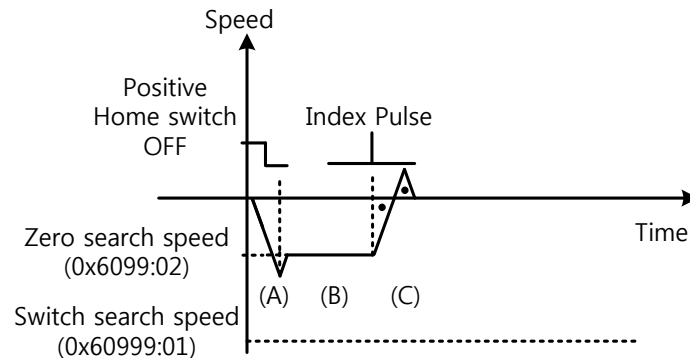 Speed
Positive
Home switch
OFF
Index Pulse
Time
Zero search speed
(0x6099:02)
(A)
(B)
(C)
Switch search speed
(0x60999:01)